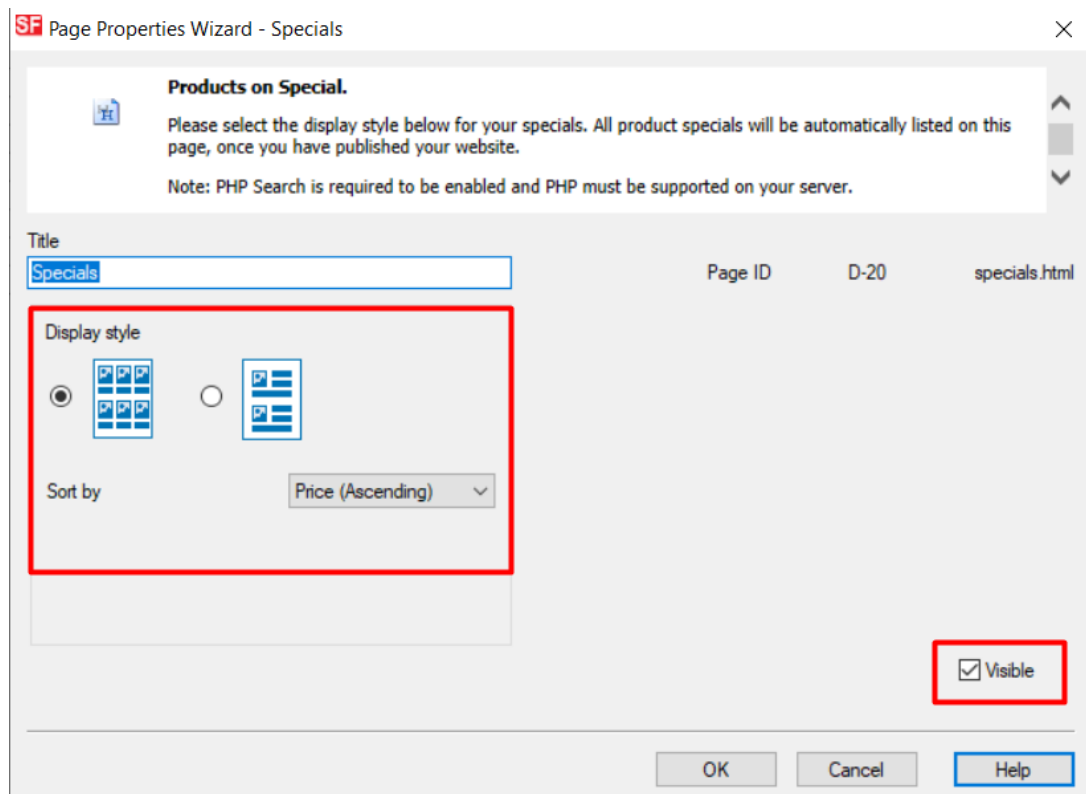 SF Page Properties Wizard - Specials
Products on Special.
Please select the display style below for your specials. All product specials will be automatically listed on this
page, once you have published your website.
Note: PHP Search is required to be enabled and PHP must be supported on your server.
Title
Specials
Page ID D-20 specials.html
Display style
Sort by Price (Ascending)
Visible
OK Cancel Help